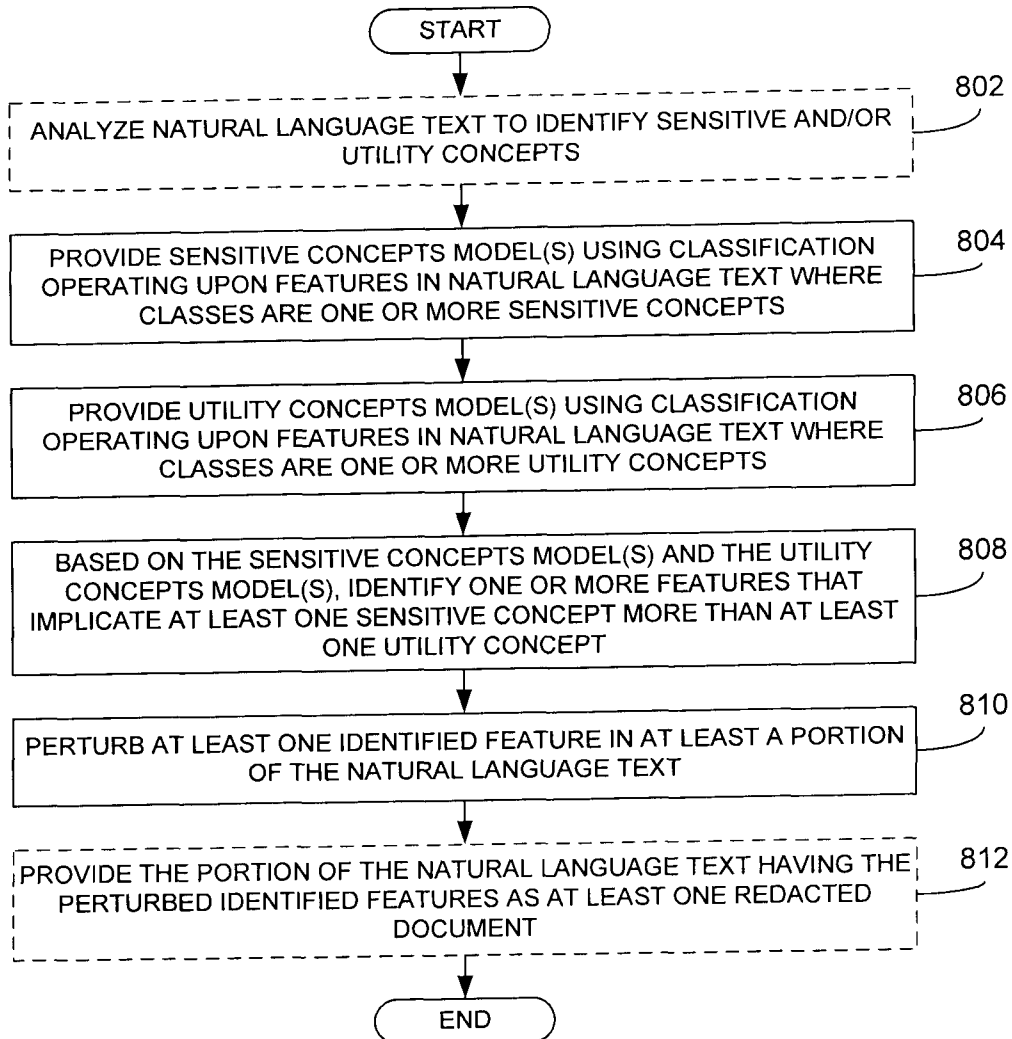 START
802
ANALYZE NATURAL LANGUAGE TEXT TO IDENTIFY SENSITIVE AND/OR
UTILITY CONCEPTS
804
PROVIDE SENSITIVE CONCEPTS MODEL(S) USING CLASSIFICATION
OPERATING UPON FEATURES IN NATURAL LANGUAGE TEXT WHERE
CLASSES ARE ONE OR MORE SENSITIVE CONCEPTS
806
PROVIDE UTILITY CONCEPTS MODEL(S) USING CLASSIFICATION
OPERATING UPON FEATURES IN NATURAL LANGUAGE TEXT WHERE
CLASSES ARE ONE OR MORE UTILITY CONCEPTS
808
BASED ON THE SENSITIVE CONCEPTS MODEL(S) AND THE UTILITY
CONCEPTS MODEL(S), IDENTIFY ONE OR MORE FEATURES THAT
IMPLICATE AT LEAST ONE SENSITIVE CONCEPT MORE THAN AT LEAST
ONE UTILITY CONCEPT
810
PERTURB AT LEAST ONE IDENTIFIED FEATURE IN AT LEAST A PORTION
OF THE NATURAL LANGUAGE TEXT
812
PROVIDE THE PORTION OF THE NATURAL LANGUAGE TEXT HAVING THE
PERTURBED IDENTIFIED FEATURES AS AT LEAST ONE REDACTED
DOCUMENT
END